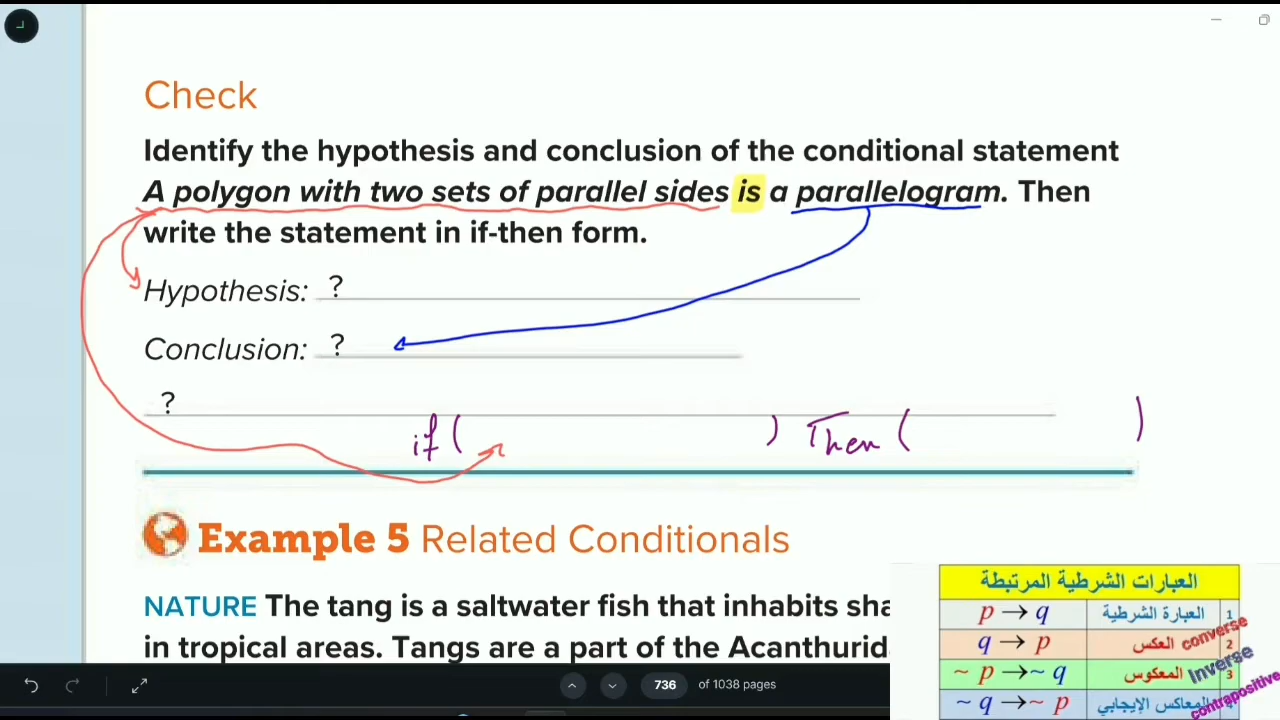 Check
Identify the hypothesis and conclusion of the conditional statement
A polygon with two sets of parallel sides is a parallelogram. Then
write the statement in if-then form.
Hypothesis: ?
Conclusion: ?
?
if ( ) Then ( )
Example 5 Related Conditionals
NATURE The tang is a saltwater fish that inhabits sha
in tropical areas. Tangs are a part of the Acanthurid
العبارات الشرطية المرتبطة
1 العبارة الشرطية p → q
2 العكس converse q → p
3 المعكوس Inverse ~ p →~ q
المعاكس الإيجابي contrapositive ~ q →~ p
736 of 1038 pages